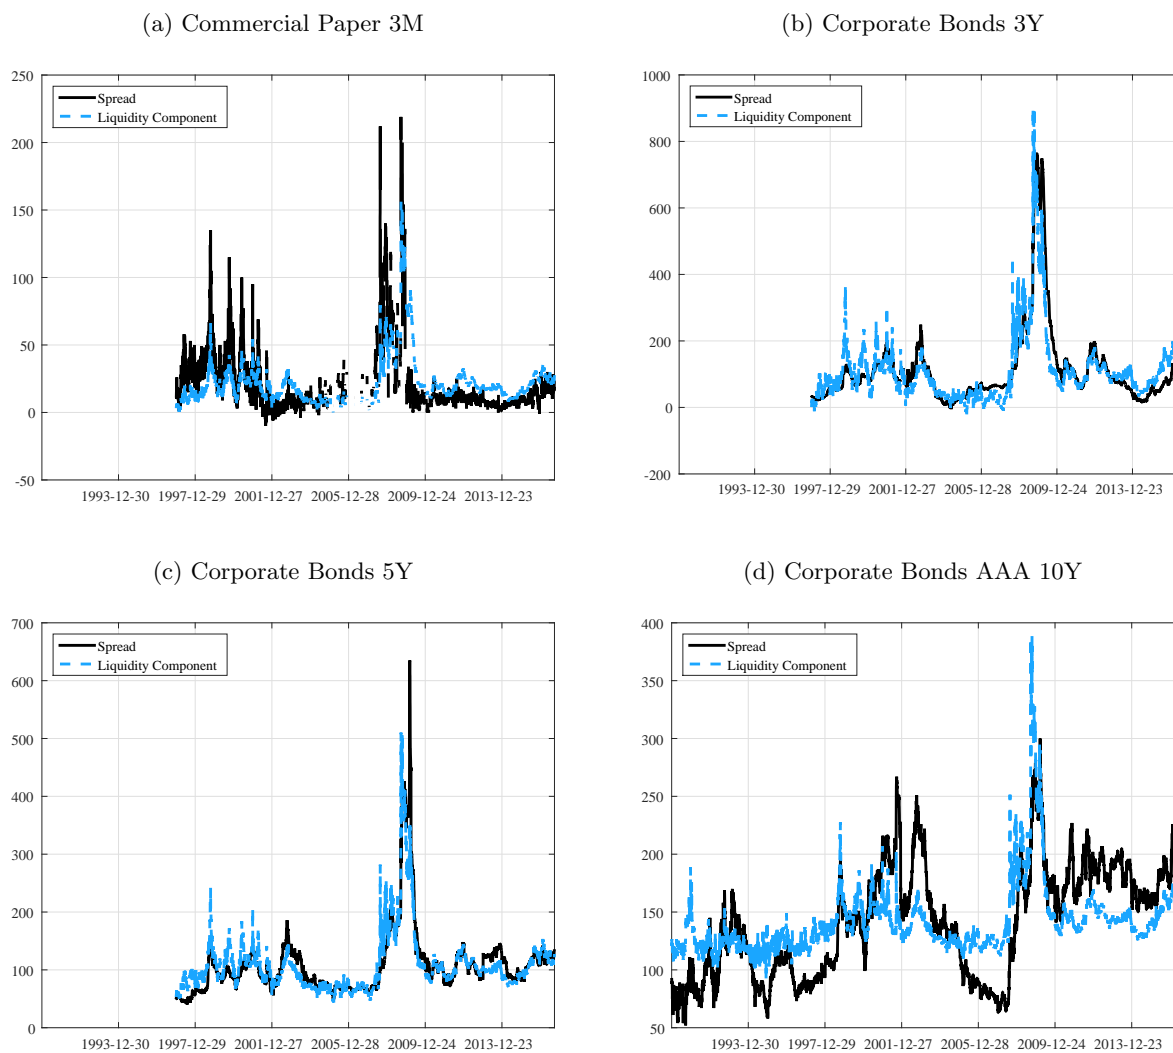 (a) Commercial Paper 3M
250
200
150
100
50
0
-50
Spread
Liquidity Component
1993-12-30 1997-12-29 2001-12-27 2005-12-28 2009-12-24 2013-12-23
(b) Corporate Bonds 3Y
1000
800
600
400
200
0
-200
Spread
Liquidity Component
1993-12-30 1997-12-29 2001-12-27 2005-12-28 2009-12-24 2013-12-23
(c) Corporate Bonds 5Y
700
600
500
400
300
200
100
0
Spread
Liquidity Component
1993-12-30 1997-12-29 2001-12-27 2005-12-28 2009-12-24 2013-12-23
(d) Corporate Bonds AAA 10Y
400
350
300
250
200
150
100
50
Spread
Liquidity Component
1993-12-30 1997-12-29 2001-12-27 2005-12-28 2009-12-24 2013-12-23